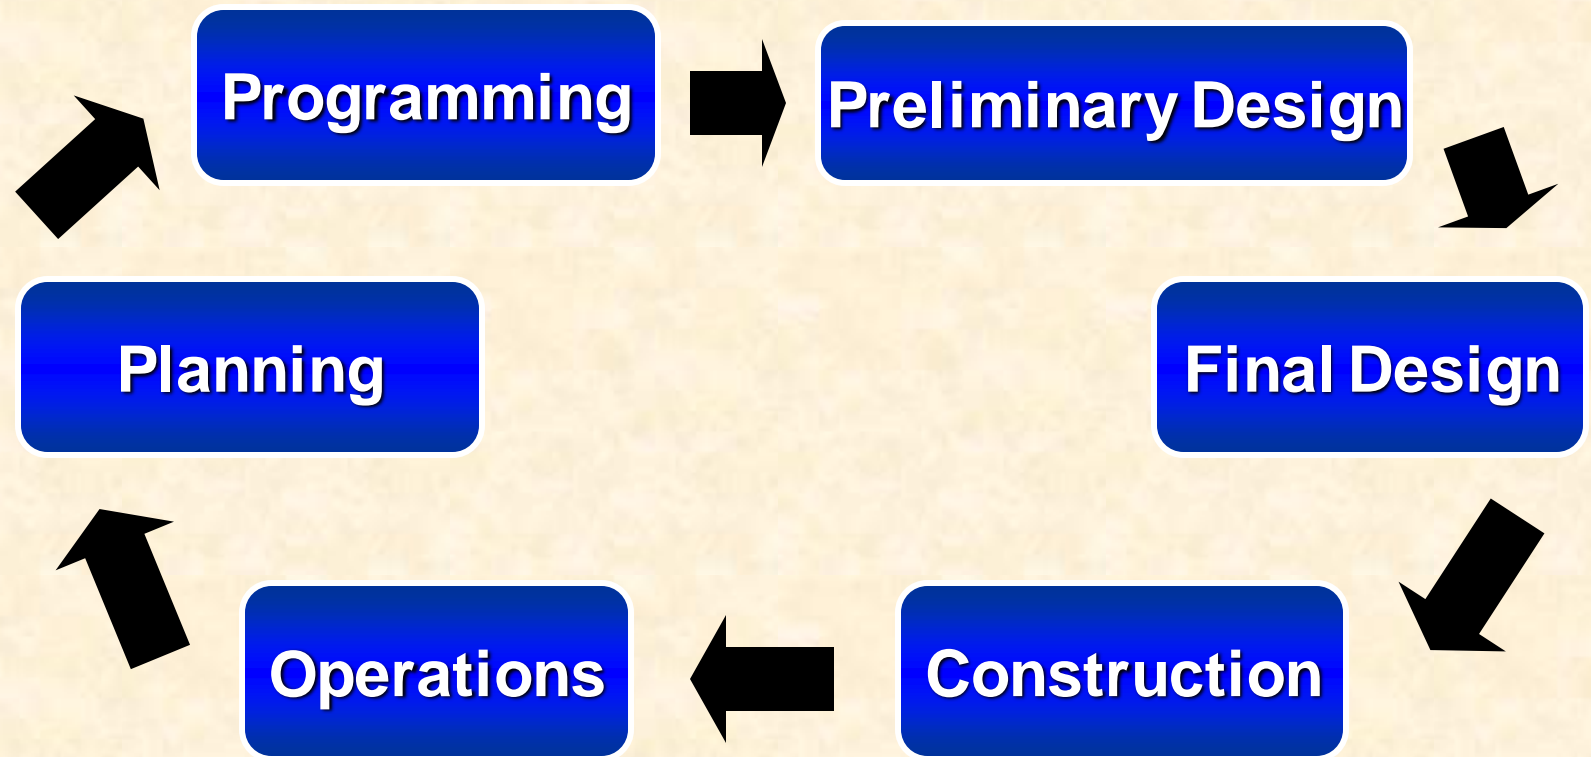 Programming
Preliminary Design
Planning
Final Design
Operations
Construction